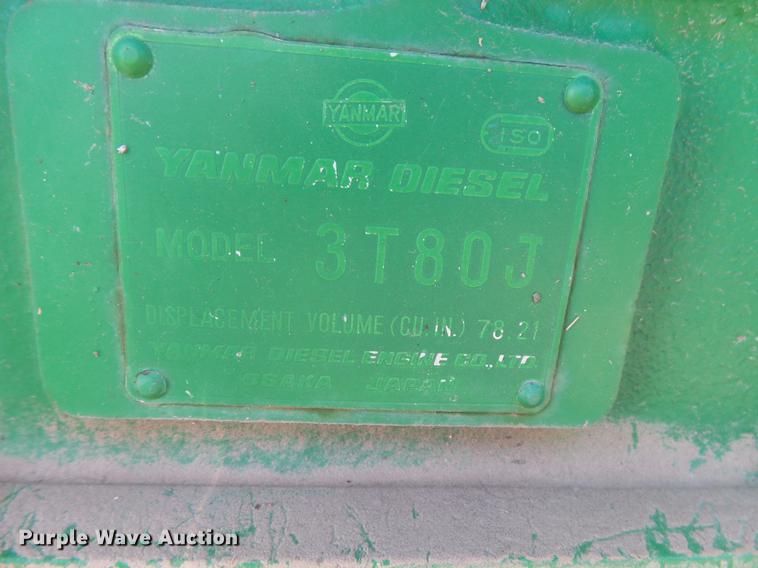 YANMAR
ISO
YANMAR DIESEL
MODEL 3T80J
DISPLACEMENT VOLUME (CU.IN.) 78.21
YANMAR DIESEL ENGINE CO.,LTD.
OSAKA JAPAN
Purple Wave Auction